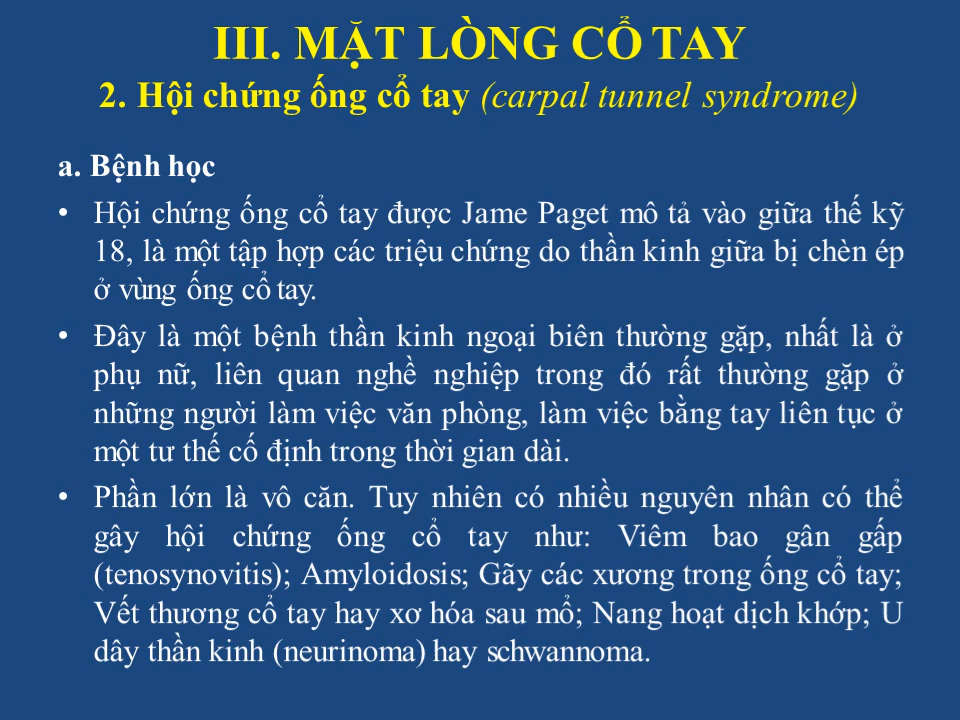 III. MẶT LÒNG CỔ TAY
2. Hội chứng ống cổ tay (carpal tunnel syndrome)
a. Bệnh học
• Hội chứng ống cổ tay được Jame Paget mô tả vào giữa thế kỹ
18, là một tập hợp các triệu chứng do thần kinh giữa bị chèn ép
ở vùng ống cổ tay.
• Đây là một bệnh thần kinh ngoại biên thường gặp, nhất là ở
phụ nữ, liên quan nghề nghiệp trong đó rất thường gặp ở
những người làm việc văn phòng, làm việc bằng tay liên tục ở
một tư thế cố định trong thời gian dài.
• Phần lớn là vô căn. Tuy nhiên có nhiều nguyên nhân có thể
gây hội chứng ống cổ tay như: Viêm bao gân gấp
(tenosynovitis); Amyloidosis; Gãy các xương trong ống cổ tay;
Vết thương cổ tay hay xơ hóa sau mổ; Nang hoạt dịch khớp; U
dây thần kinh (neurinoma) hay schwannoma.